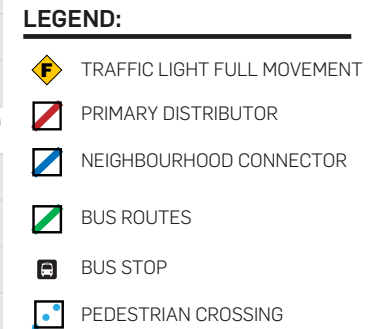 LEGEND:
F TRAFFIC LIGHT FULL MOVEMENT
PRIMARY DISTRIBUTOR
NEIGHBOURHOOD CONNECTOR
BUS ROUTES
BUS STOP
PEDESTRIAN CROSSING